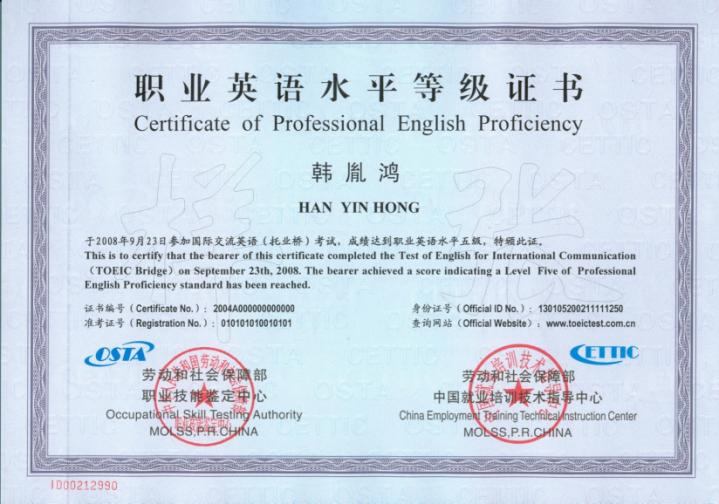 职业英语水平等级证书
Certificate of Professional English Proficiency
韩胤鸿
HAN YIN HONG
样张
于2008年9月23日参加国际交流英语（托业桥）考试，成绩达到职业英语水平五级，特颁此证。
This is to certify that the bearer of this certificate completed the Test of English for International Communication
（TOEIC Bridge）on September 23th, 2008. The bearer achieved a score indicating a Level Five of Professional
English Proficiency standard has been reached.
证书编号（Certificate No.）：2004A000000000000
身份证号（Official ID No.）：130105200211111250
准考证号（Registration No.）：010101010010101
查询网站（Official Website）：www.toeictest.com.cn
OSTA
CETTIC
劳动和社会保障部
职业技能鉴定中心
Occupational Skill Testing Authority
MOLSS,P.R.CHINA
劳动和社会保障部
中国就业培训技术指导中心
China Employment Training Technical Instruction Center
MOLSS,P.R.CHINA
ID00212990